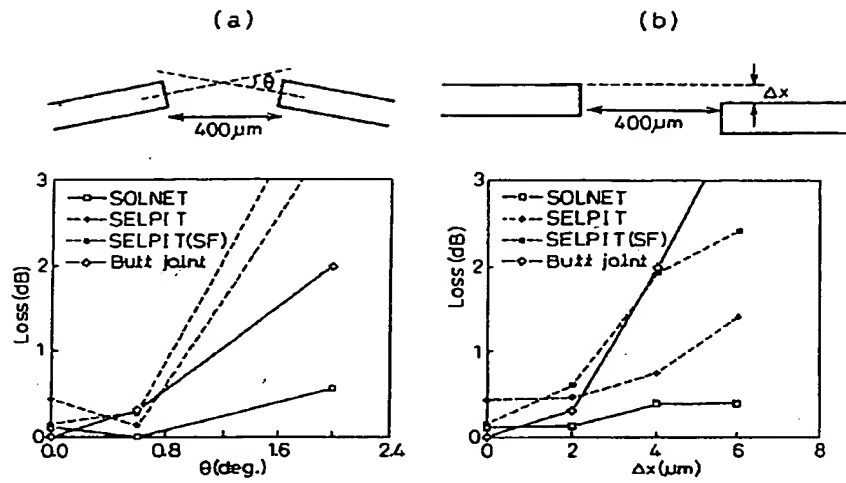 (a)
(b)
θ
400μm
Δx
400μm
3
2
1
0
Loss(dB)
SOLNET
SELPIT
SELPIT(SF)
Butt joint
0.0 0.8 1.6 2.4
θ(deg.)
3
2
1
0
Loss(dB)
SOLNET
SELPIT
SELPIT(SF)
Butt joint
0 2 4 6 8
Δx(μm)